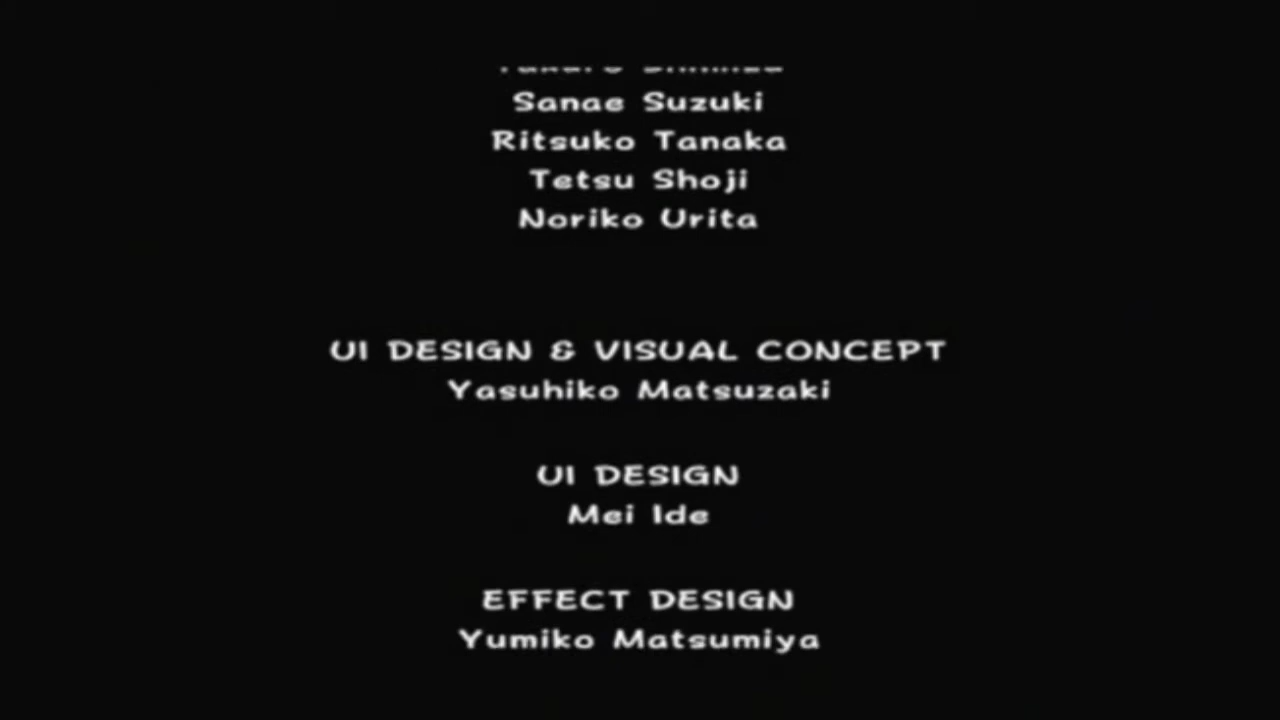 Sanae Suzuki
Ritsuko Tanaka
Tetsu Shoji
Noriko Urita
UI DESIGN & VISUAL CONCEPT
Yasuhiko Matsuzaki
UI DESIGN
Mei Ide
EFFECT DESIGN
Yumiko Matsumiya